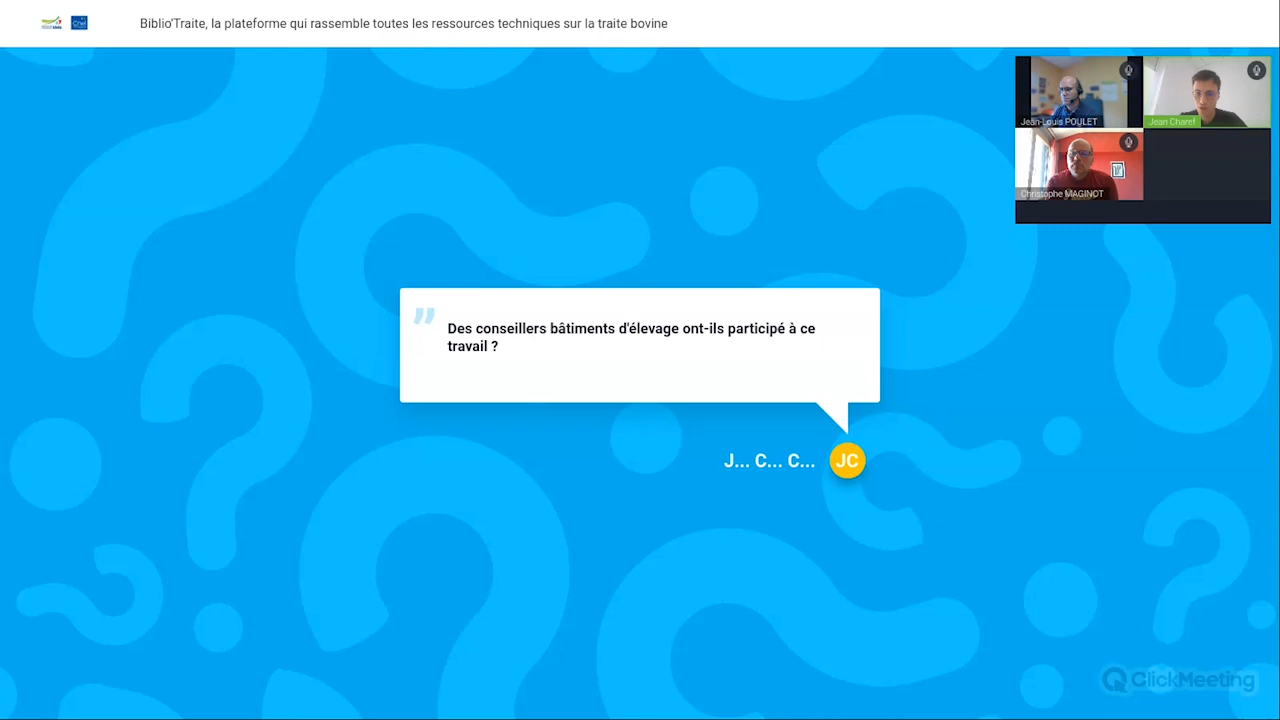 Biblio'Traite, la plateforme qui rassemble toutes les ressources techniques sur la traite bovine
Jean-Louis POULET
Jean Charef
Christophe MAGINOT
Des conseillers bâtiments d'élevage ont-ils participé à ce
travail ?
J... C... C...
JC
ClickMeeting